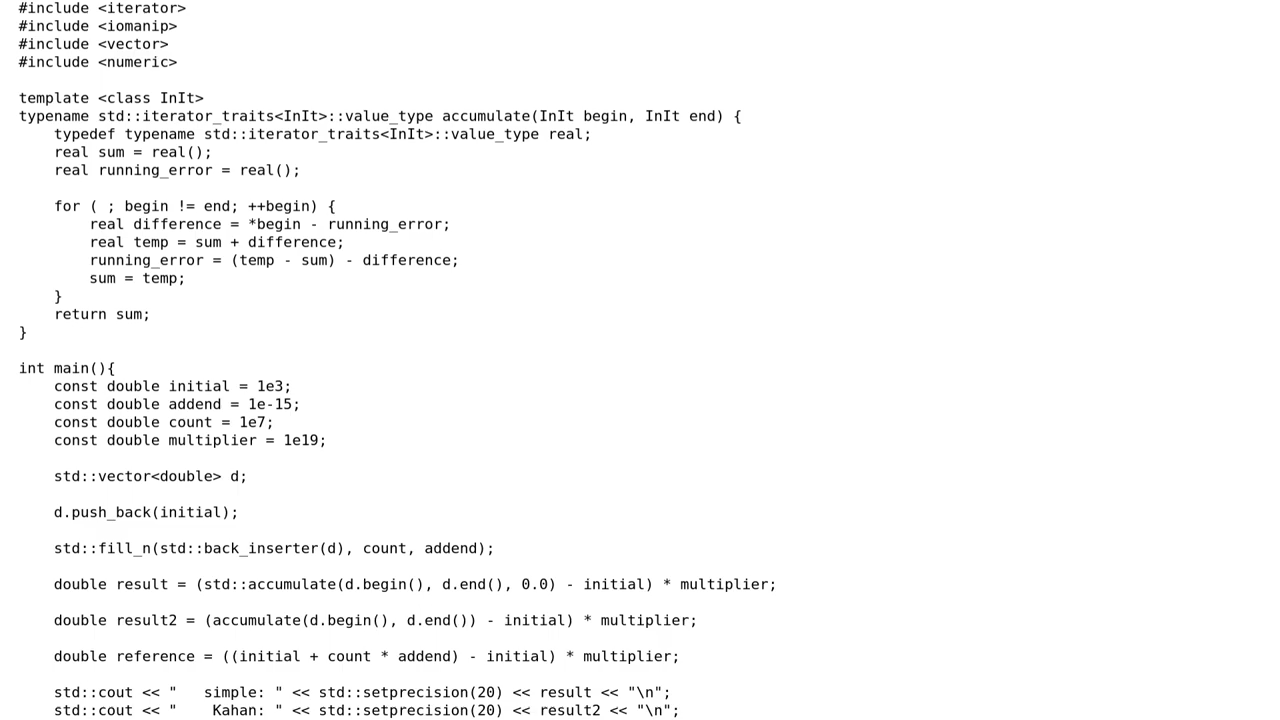 #include <iterator>
#include <iomanip>
#include <vector>
#include <numeric>

template <class InIt>
typename std::iterator_traits<InIt>::value_type accumulate(InIt begin, InIt end) {
    typedef typename std::iterator_traits<InIt>::value_type real;
    real sum = real();
    real running_error = real();

    for ( ; begin != end; ++begin) {
        real difference = *begin - running_error;
        real temp = sum + difference;
        running_error = (temp - sum) - difference;
        sum = temp;
    }
    return sum;
}

int main(){
    const double initial = 1e3;
    const double addend = 1e-15;
    const double count = 1e7;
    const double multiplier = 1e19;

    std::vector<double> d;

    d.push_back(initial);

    std::fill_n(std::back_inserter(d), count, addend);

    double result = (std::accumulate(d.begin(), d.end(), 0.0) - initial) * multiplier;

    double result2 = (accumulate(d.begin(), d.end()) - initial) * multiplier;

    double reference = ((initial + count * addend) - initial) * multiplier;

    std::cout << "   simple: " << std::setprecision(20) << result << "\n";
    std::cout << "    Kahan: " << std::setprecision(20) << result2 << "\n";